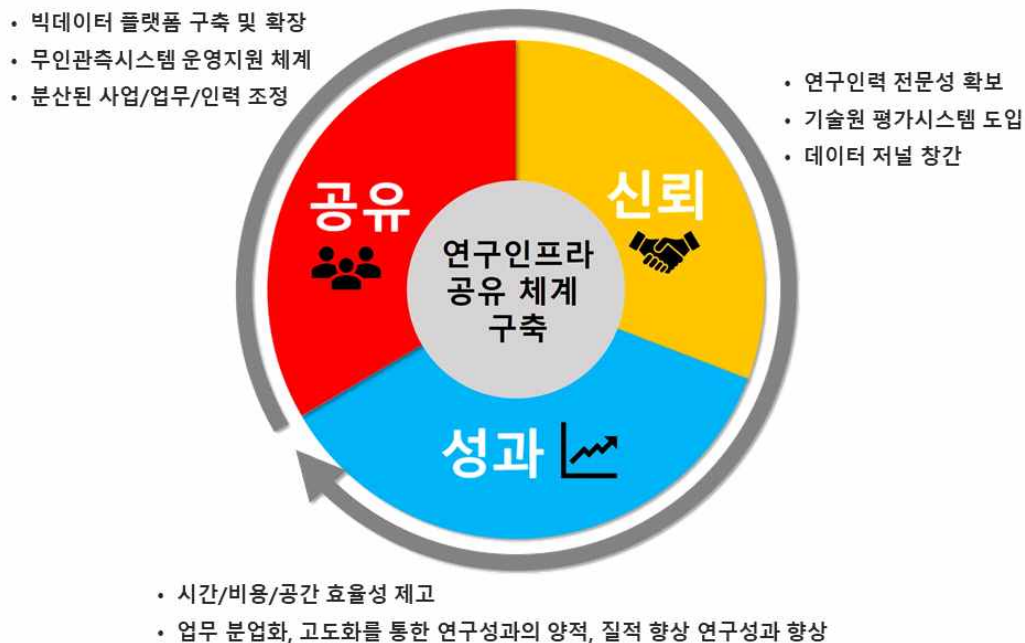 • 빅데이터 플랫폼 구축 및 확장
• 무인관측시스템 운영지원 체계
• 분산된 사업/업무/인력 조정
• 연구인력 전문성 확보
• 기술원 평가시스템 도입
• 데이터 저널 창간
공유
신뢰
연구인프라
공유 체계
구축
성과
• 시간/비용/공간 효율성 제고
• 업무 분업화, 고도화를 통한 연구성과의 양적, 질적 향상 연구성과 향상